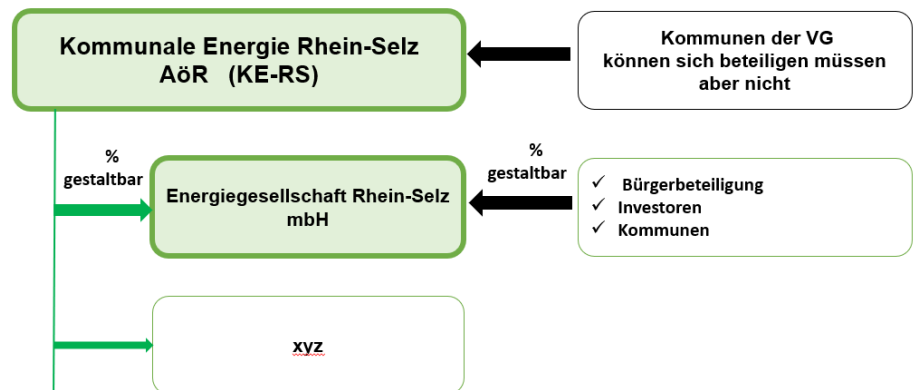 Kommunale Energie Rhein-Selz
AöR (KE-RS)
Kommunen der VG
können sich beteiligen müssen
aber nicht
%
gestaltbar
Energiegesellschaft Rhein-Selz
mbH
%
gestaltbar
✓ Bürgerbeteiligung
✓ Investoren
✓ Kommunen
xyz